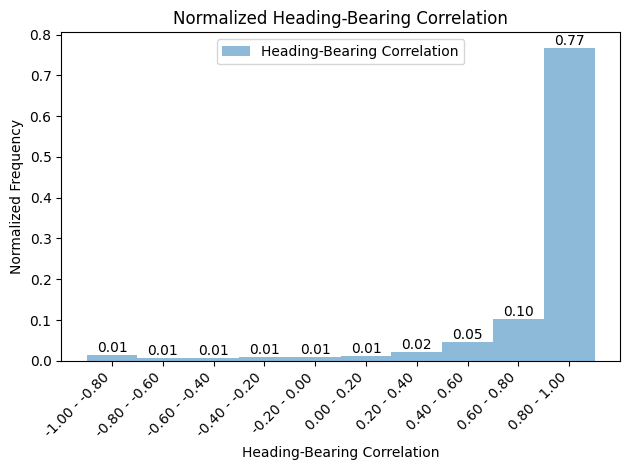 Normalized Heading-Bearing Correlation
Heading-Bearing Correlation
Normalized Frequency
0.8
0.7
0.6
0.5
0.4
0.3
0.2
0.1
0.0
0.01
0.01
0.01
0.01
0.01
0.01
0.02
0.05
0.10
0.77
-1.00 - -0.80
-0.80 - -0.60
-0.60 - -0.40
-0.40 - -0.20
-0.20 - 0.00
0.00 - 0.20
0.20 - 0.40
0.40 - 0.60
0.60 - 0.80
0.80 - 1.00
Heading-Bearing Correlation